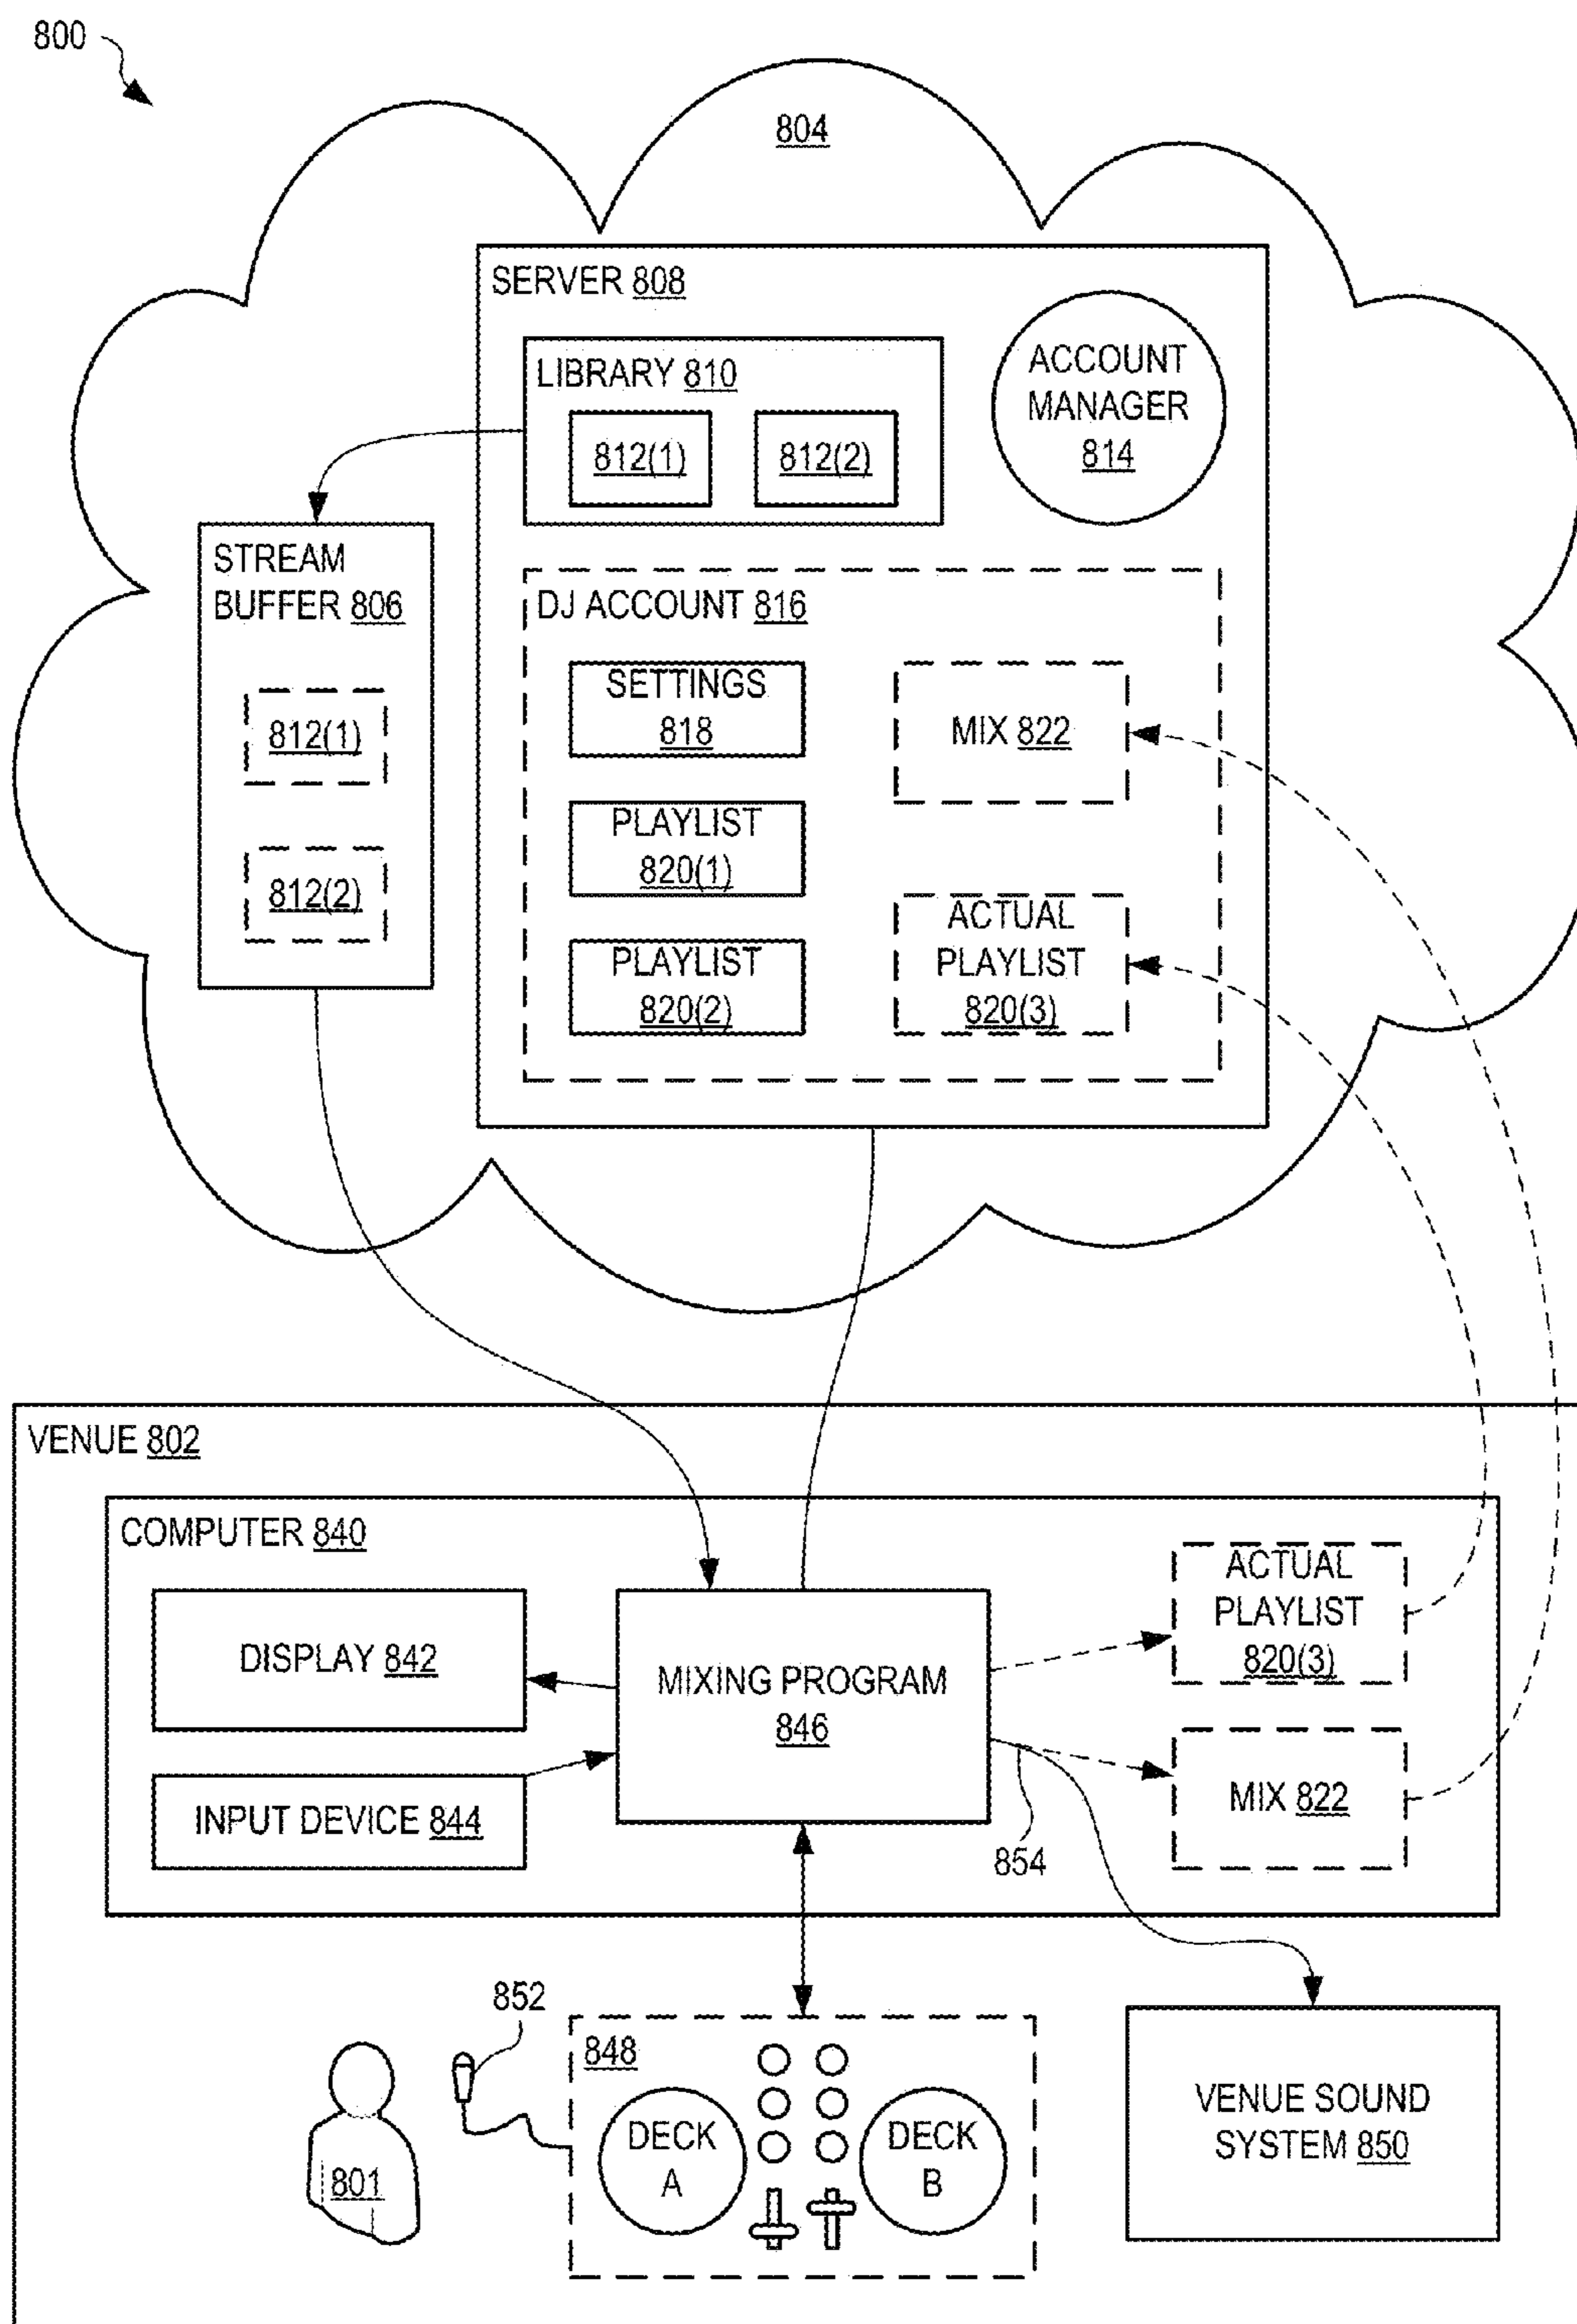 800
804
SERVER 808
LIBRARY 810
812(1)
812(2)
ACCOUNT
MANAGER
814
STREAM
BUFFER 806
812(1)
812(2)
DJ ACCOUNT 816
SETTINGS
818
MIX 822
PLAYLIST
820(1)
PLAYLIST
820(2)
ACTUAL
PLAYLIST
820(3)
VENUE 802
COMPUTER 840
DISPLAY 842
INPUT DEVICE 844
MIXING PROGRAM
846
ACTUAL
PLAYLIST
820(3)
MIX 822
854
852
848
DECK
A
DECK
B
801
VENUE SOUND
SYSTEM 850